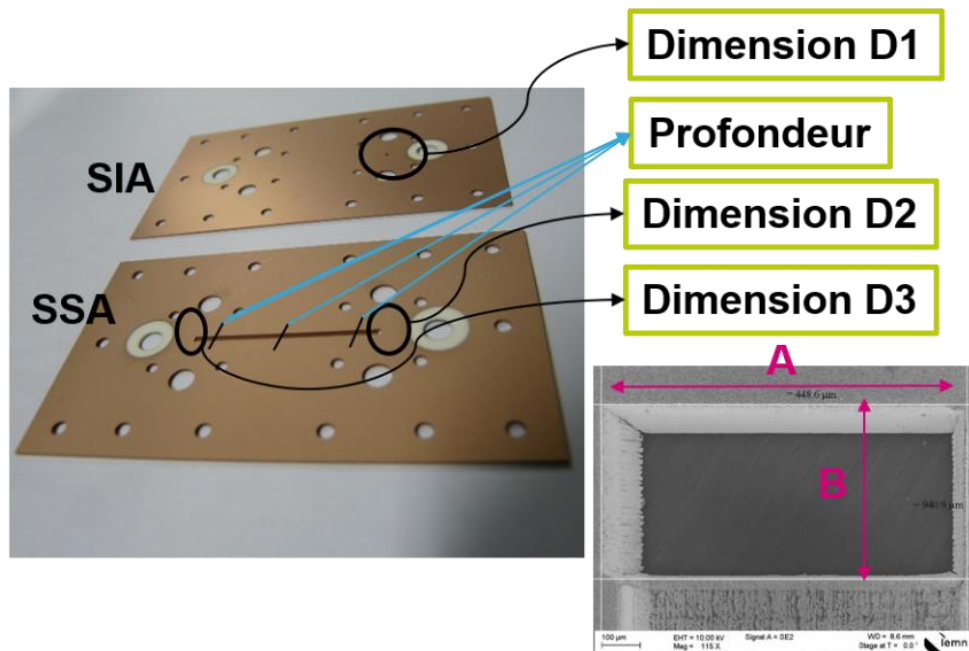 Dimension D1
Profondeur
SIA
Dimension D2
SSA
Dimension D3
A
~ 448.6 µm
B
~ 940.9 µm
100 µm
EHT = 10.00 kV
Signal A = SE2
WD = 8.6 mm
Mag = 115 X
Stage at T = 0.0°
iemn